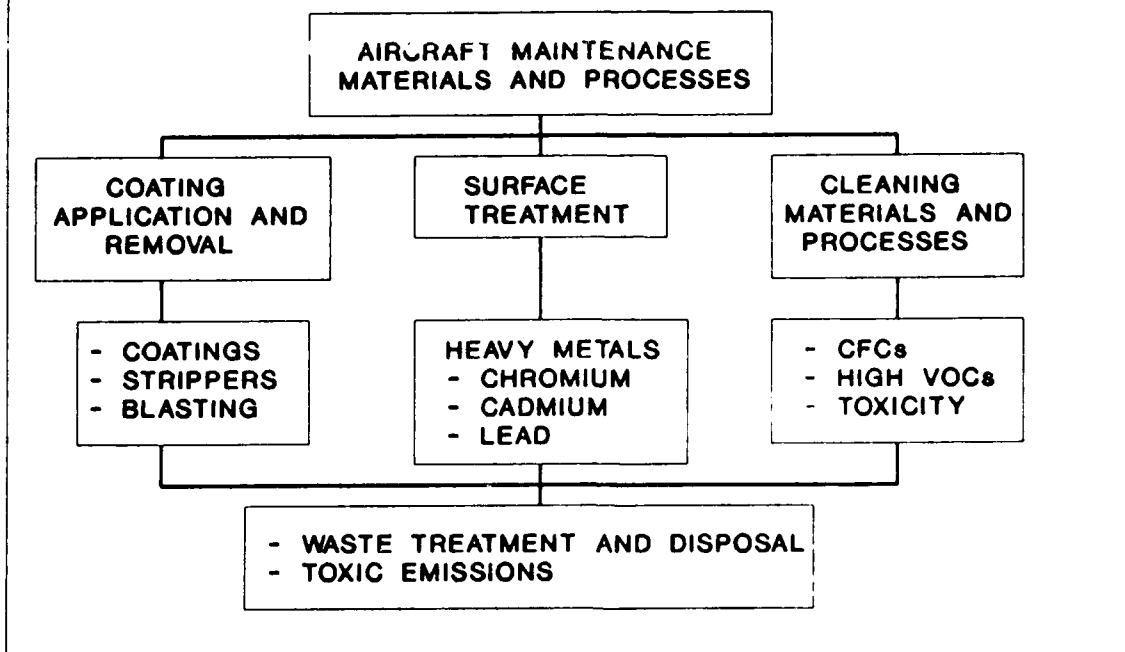 AIRCRAFT MAINTENANCE
MATERIALS AND PROCESSES
COATING
APPLICATION AND
REMOVAL
SURFACE
TREATMENT
CLEANING
MATERIALS AND
PROCESSES
- COATINGS
- STRIPPERS
- BLASTING
HEAVY METALS
- CHROMIUM
- CADMIUM
- LEAD
- CFCs
- HIGH VOCs
- TOXICITY
- WASTE TREATMENT AND DISPOSAL
- TOXIC EMISSIONS